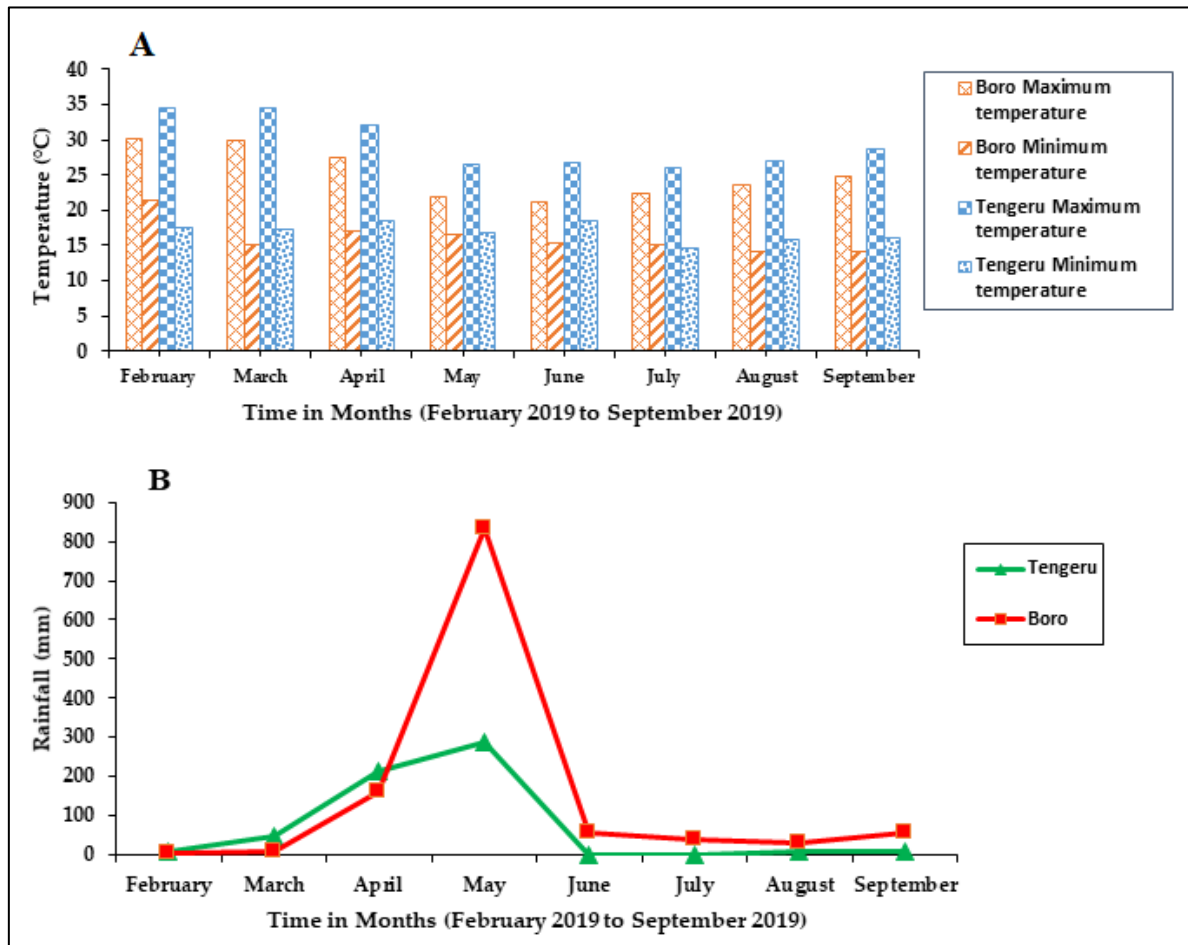 A
40
35
30
25
20
15
10
5
0
Temperature (°C)
February March April May June July August September
Time in Months (February 2019 to September 2019)
Boro Maximum
temperature
Boro Minimum
temperature
Tengeru Maximum
temperature
Tengeru Minimum
temperature
B
900
800
700
600
500
400
300
200
100
0
Rainfall (mm)
February March April May June July August September
Time in Months (February 2019 to September 2019)
Tengeru
Boro